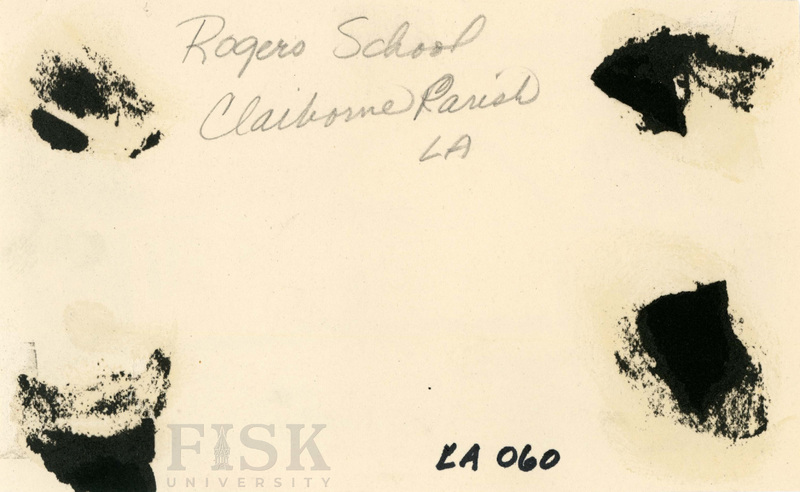 Rogers School
Claiborne Parish
LA
FISK
UNIVERSITY
LA 060